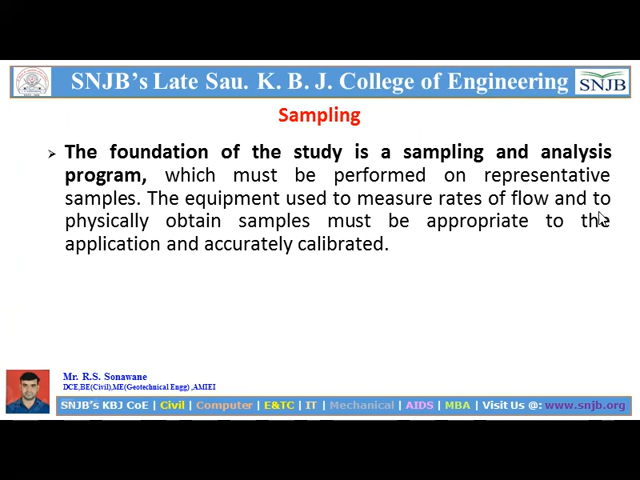 SNJB's Late Sau. K. B. J. College of Engineering
SNJB
Sampling
➢ The foundation of the study is a sampling and analysis
program, which must be performed on representative
samples. The equipment used to measure rates of flow and to
physically obtain samples must be appropriate to the
application and accurately calibrated.
Mr. R.S. Sonawane
DCE,BE(Civil),ME(Geotechnical Engg) ,AMIEI
SNJB's KBJ CoE | Civil | Computer | E&TC | IT | Mechanical | AIDS | MBA | Visit Us @: www.snjb.org